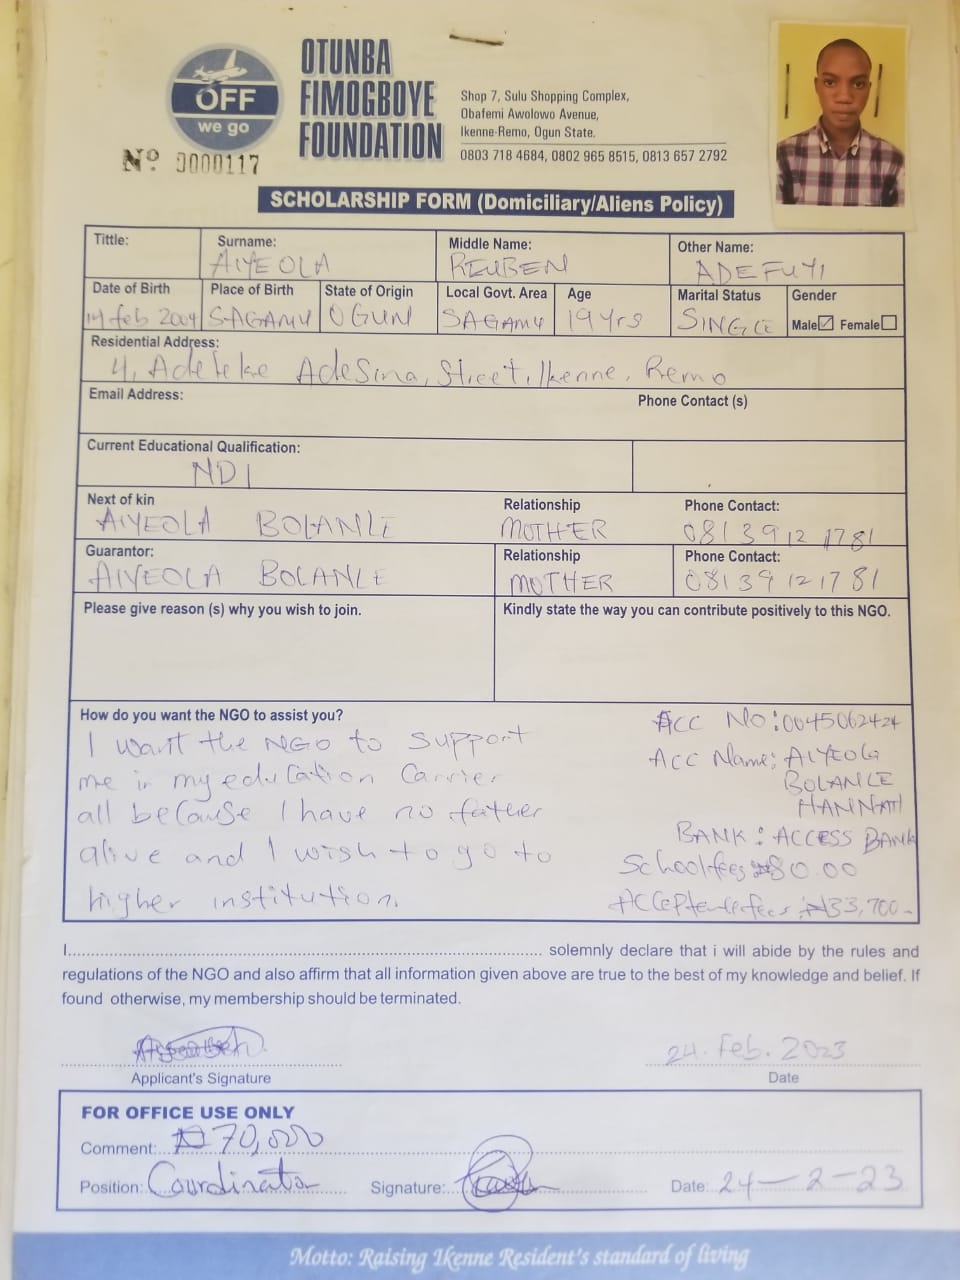 OFF
we go
OTUNBA
FIMOGBOYE
FOUNDATION
Shop 7, Sulu Shopping Complex,
Obafemi Awolowo Avenue,
Ikenne-Remo, Ogun State.
0803 718 4684, 0802 965 8515, 0813 657 2792
Nº 0000117
SCHOLARSHIP FORM (Domiciliary/Aliens Policy)
Tittle: Surname: Middle Name: Other Name:
AIYEOLA REUBEN ADEFUYI
Date of Birth Place of Birth State of Origin Local Govt. Area Age Marital Status Gender
14 feb 2004 SAGAMU OGUN SAGAMU 19 Yrs SINGLE Male Female
Residential Address:
4, Adeleke AdeSina, Street, Ikenne, Remo
Email Address: Phone Contact (s)
Current Educational Qualification:
ND1
Next of kin Relationship Phone Contact:
AIYEOLA BOLANLE MOTHER 08139121781
Guarantor: Relationship Phone Contact:
AIYEOLA BOLANLE MOTHER 08139121781
Please give reason (s) why you wish to join. Kindly state the way you can contribute positively to this NGO.
How do you want the NGO to assist you?
I want the NGO to support
me in my education Carrier
all because I have no father
alive and I wish to go to
higher institution.
ACC No: 0045062424
Acc Name: AIYEOLA
BOLANLE
HANNAH
BANK: ACCESS BANK
School fees 80.00
Acceptance fees: ₦33,700-
I solemnly declare that i will abide by the rules and
regulations of the NGO and also affirm that all information given above are true to the best of my knowledge and belief. If
found otherwise, my membership should be terminated.
24. Feb. 2023
Applicant's Signature Date
FOR OFFICE USE ONLY
Comment: ₦70,000
Position: Courdinator Signature: Date: 24-2-23
Motto: Raising Ikenne Resident's standard of living